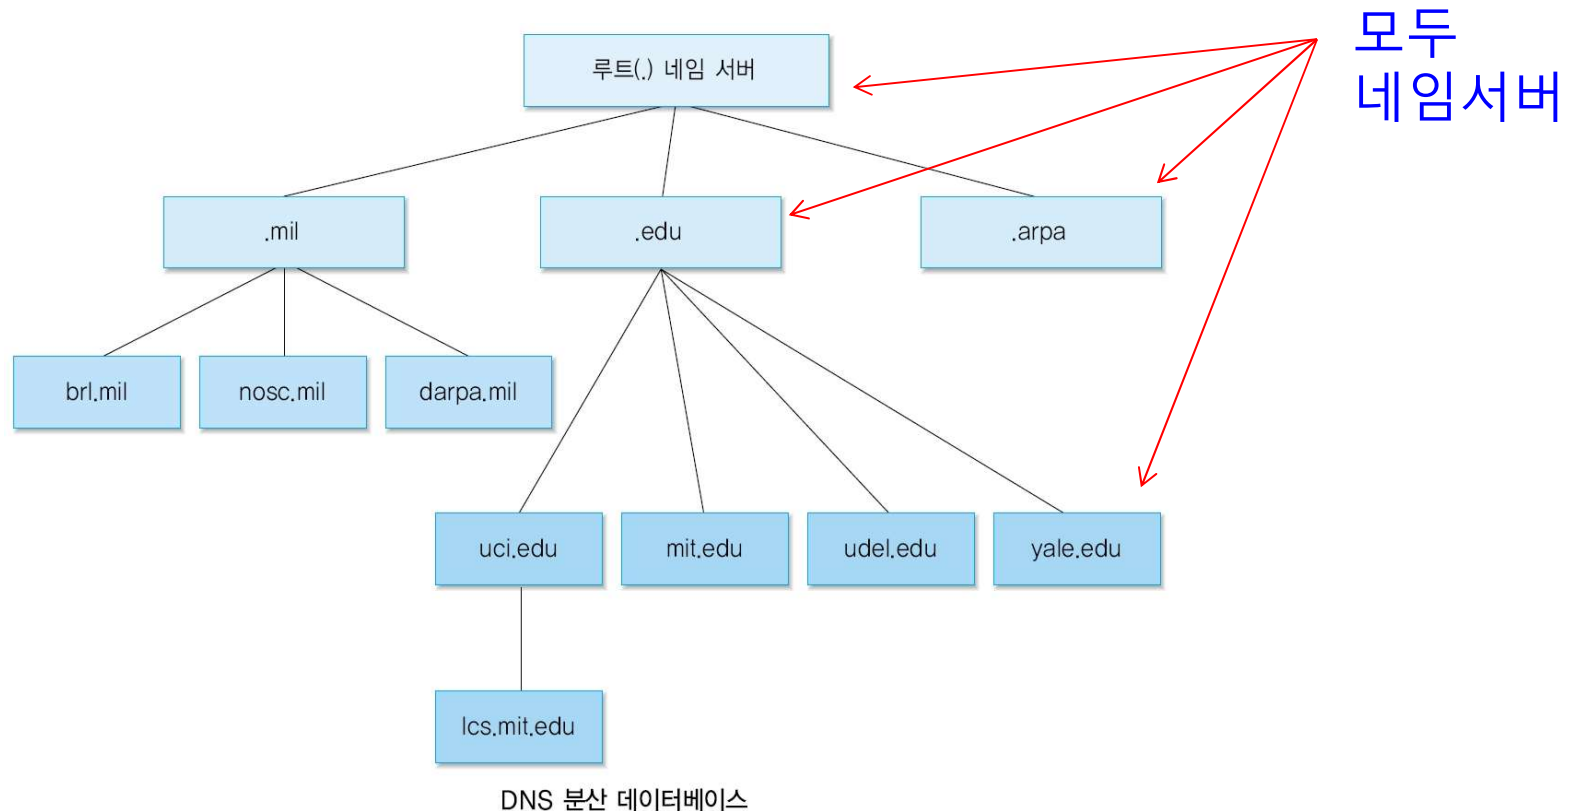 모두
네임서버
루트(.) 네임 서버
.mil
.edu
.arpa
brl.mil
nosc.mil
darpa.mil
uci.edu
mit.edu
udel.edu
yale.edu
lcs.mit.edu
DNS 분산 데이터베이스